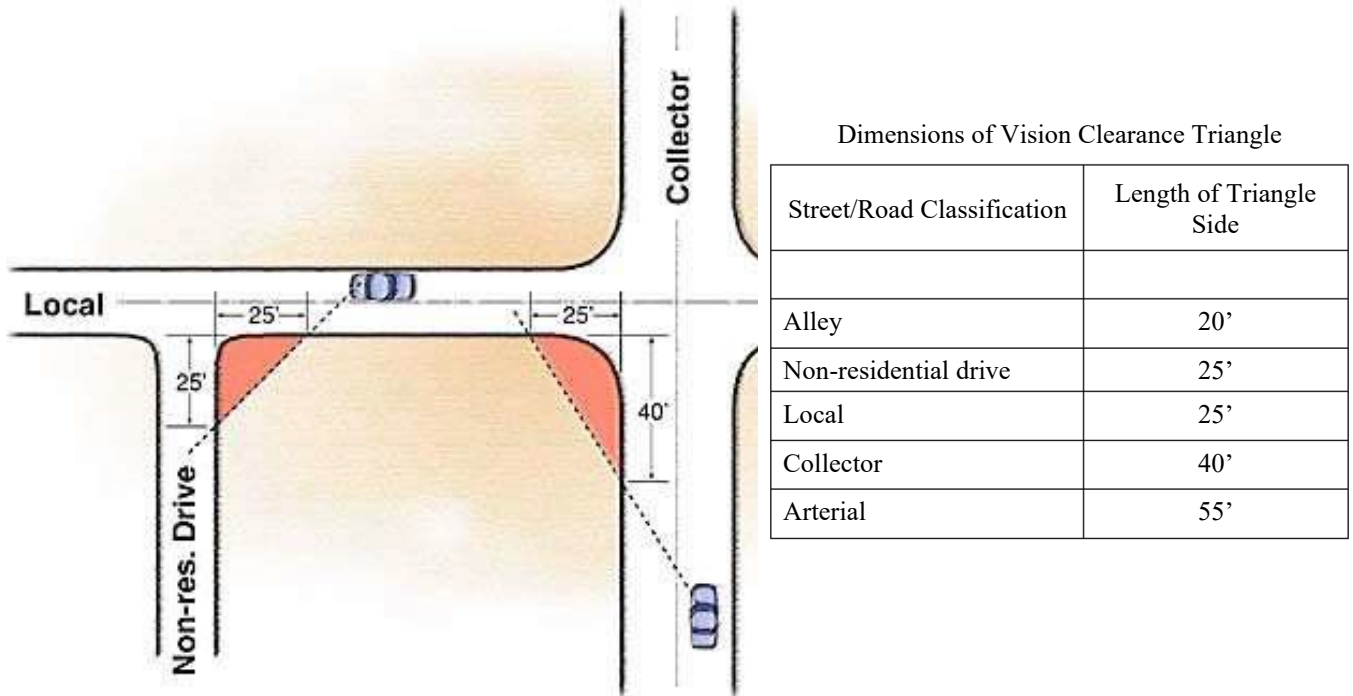 Collector
Local
25'
25'
25'
40'
Non-res. Drive
Dimensions of Vision Clearance Triangle
Street/Road Classification
Length of Triangle
Side
Alley
20’
Non-residential drive
25’
Local
25’
Collector
40’
Arterial
55’